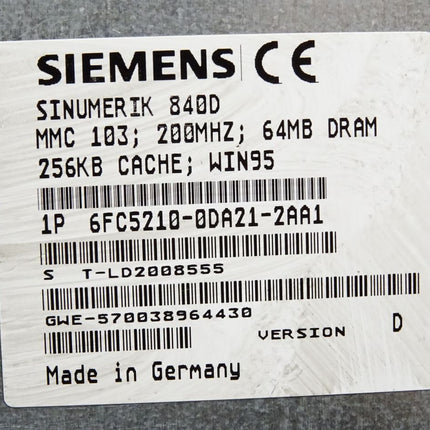 SIEMENS CE
SINUMERIK 840D
MMC 103; 200MHZ; 64MB DRAM
256KB CACHE; WIN95
1P 6FC5210-0DA21-2AA1
S T-LD2008555
GWE-570038964430
VERSION D
Made in Germany